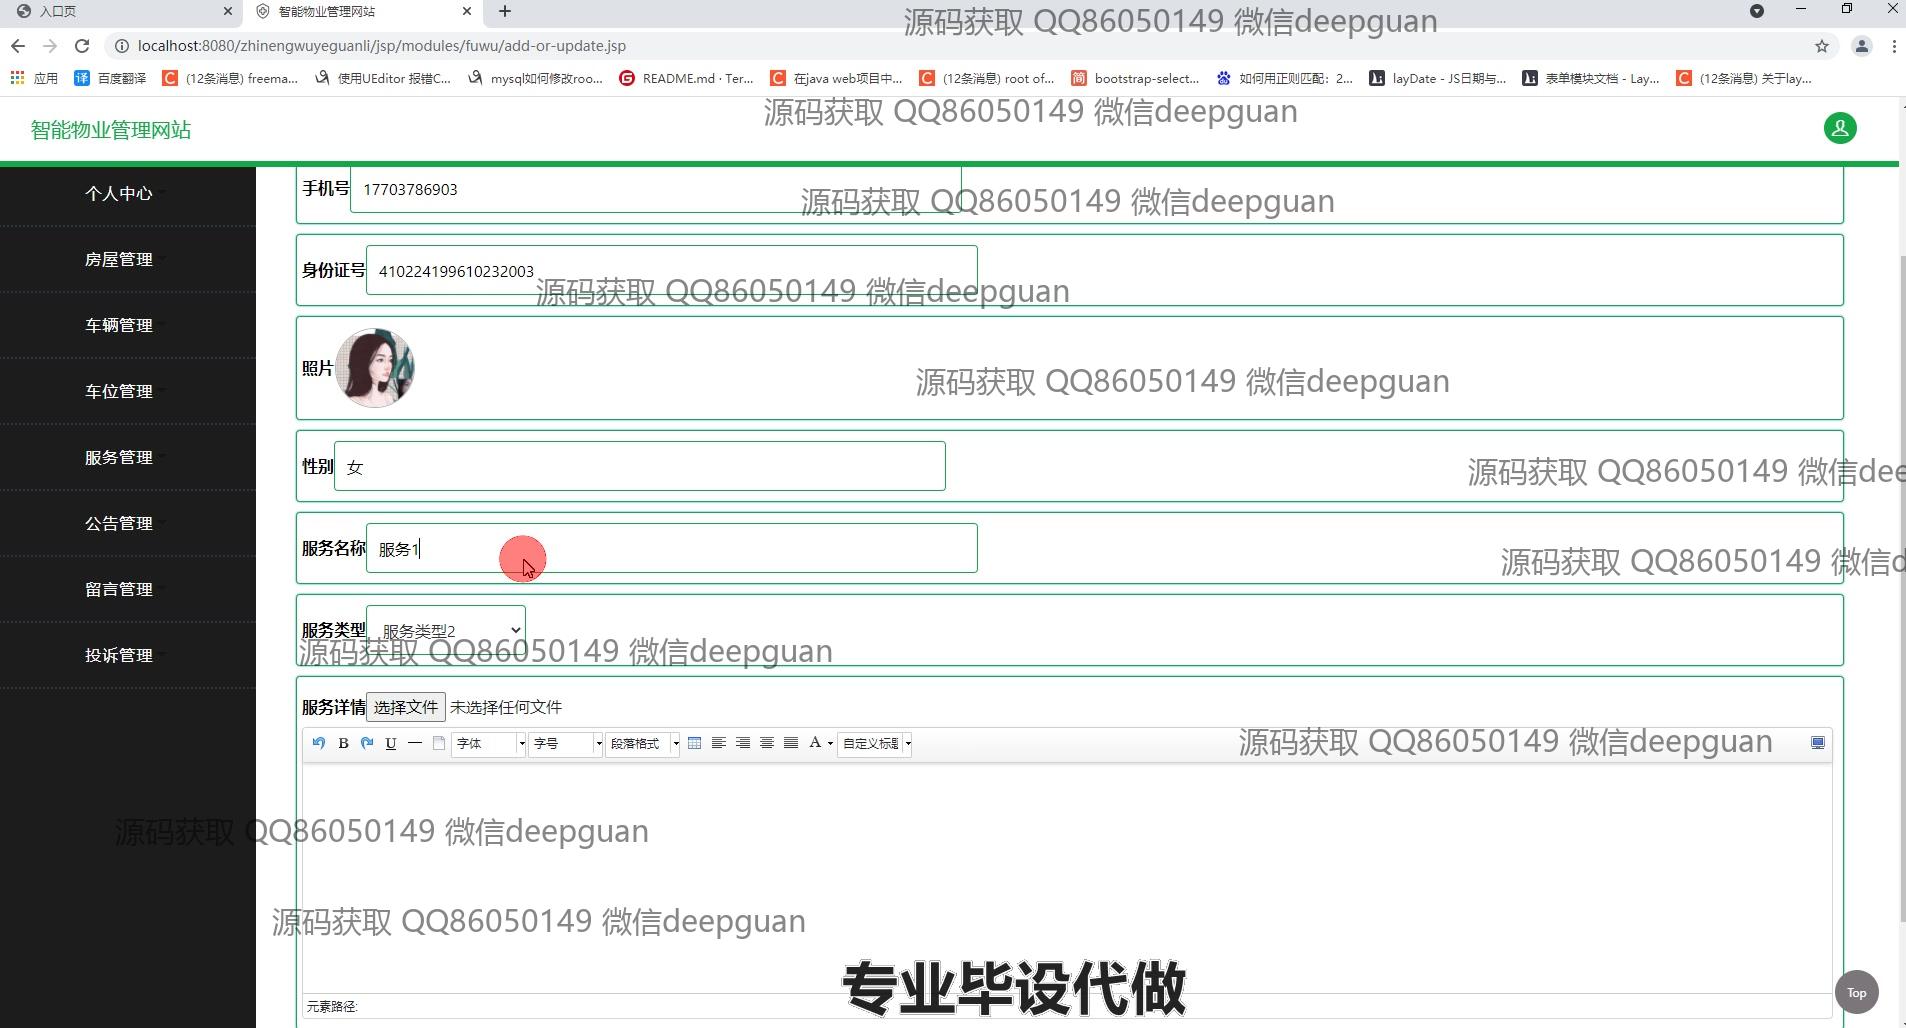 入口页
智能物业管理网站
源码获取 QQ86050149 微信deepguan
localhost:8080/zhinengwuyeguanli/jsp/modules/fuwu/add-or-update.jsp
应用
译 百度翻译
(12条消息) freema...
使用UEditor 报错C...
mysql如何修改roo...
README.md · Ter...
在java web项目中...
(12条消息) root of...
简 bootstrap-select...
如何用正则匹配：2...
layDate - JS日期与...
表单模块文档 - Lay...
(12条消息) 关于lay...
源码获取 QQ86050149 微信deepguan
智能物业管理网站
个人中心
房屋管理
车辆管理
车位管理
服务管理
公告管理
留言管理
投诉管理
手机号 17703786903
源码获取 QQ86050149 微信deepguan
身份证号 410224199610232003
源码获取 QQ86050149 微信deepguan
照片
源码获取 QQ86050149 微信deepguan
性别 女
源码获取 QQ86050149 微信dee
服务名称 服务1
源码获取 QQ86050149 微信d
服务类型 服务类型2
源码获取 QQ86050149 微信deepguan
服务详情 选择文件 未选择任何文件
B U 字体 字号 段落格式 A 自定义标题
源码获取 QQ86050149 微信deepguan
源码获取 QQ86050149 微信deepguan
源码获取 QQ86050149 微信deepguan
专业毕设代做
元素路径:
Top